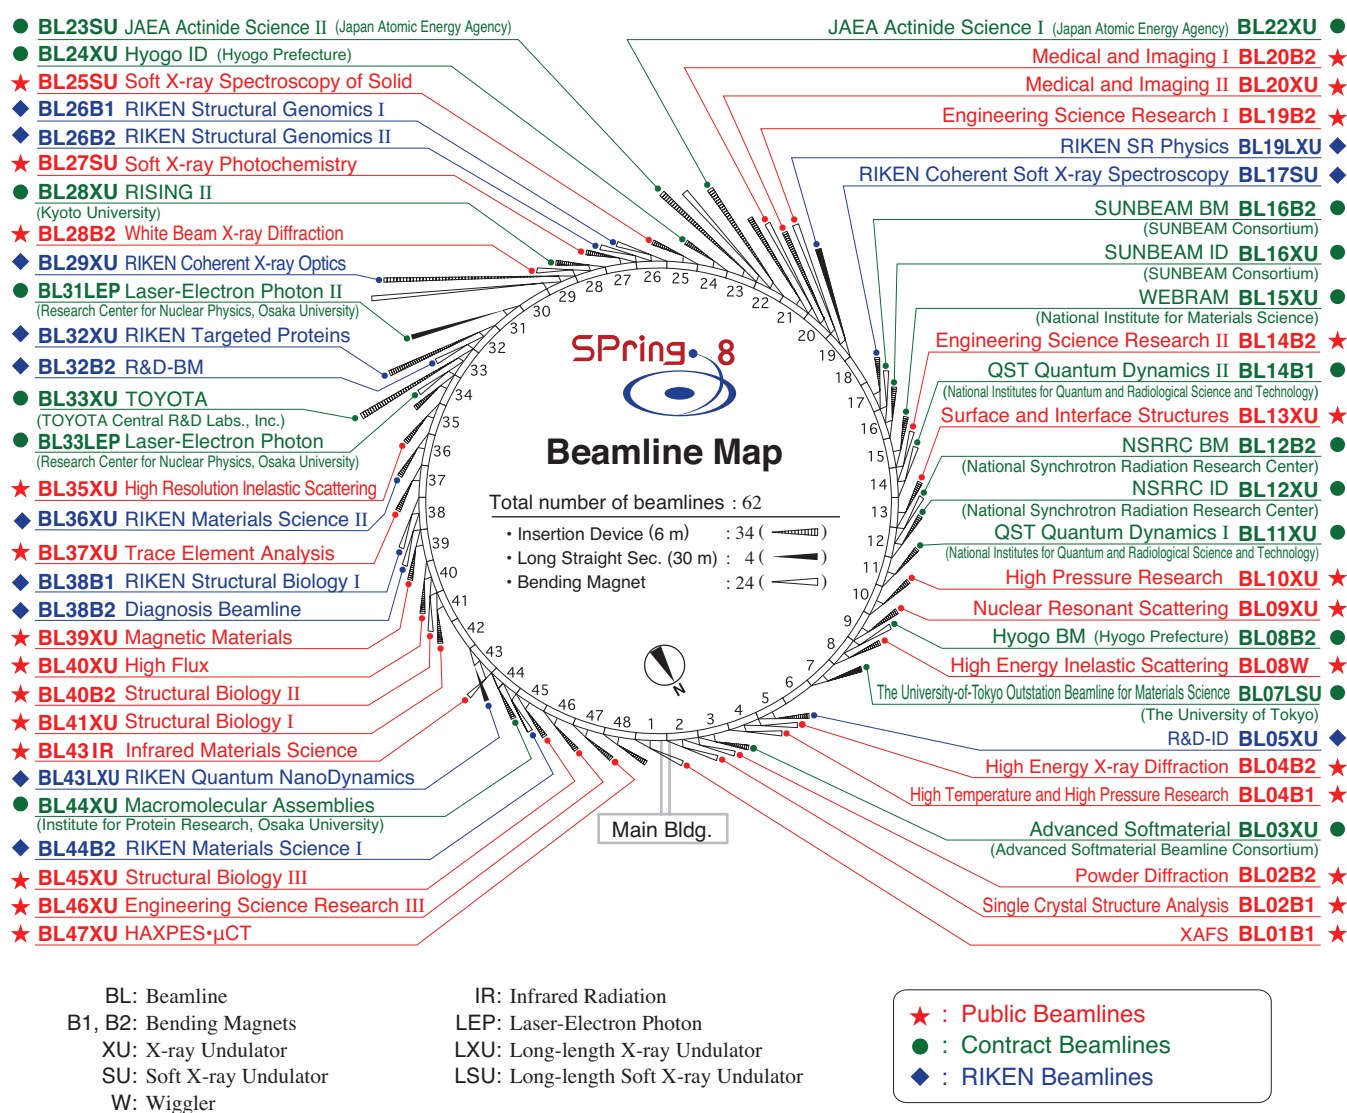 BL23SU JAEA Actinide Science II (Japan Atomic Energy Agency)
BL24XU Hyogo ID (Hyogo Prefecture)
BL25SU Soft X-ray Spectroscopy of Solid
BL26B1 RIKEN Structural Genomics I
BL26B2 RIKEN Structural Genomics II
BL27SU Soft X-ray Photochemistry
BL28XU RISING II
(Kyoto University)
BL28B2 White Beam X-ray Diffraction
BL29XU RIKEN Coherent X-ray Optics
BL31LEP Laser-Electron Photon II
(Research Center for Nuclear Physics, Osaka University)
BL32XU RIKEN Targeted Proteins
BL32B2 R&D-BM
BL33XU TOYOTA
(TOYOTA Central R&D Labs., Inc.)
BL33LEP Laser-Electron Photon
(Research Center for Nuclear Physics, Osaka University)
BL35XU High Resolution Inelastic Scattering
BL36XU RIKEN Materials Science II
BL37XU Trace Element Analysis
BL38B1 RIKEN Structural Biology I
BL38B2 Diagnosis Beamline
BL39XU Magnetic Materials
BL40XU High Flux
BL40B2 Structural Biology II
BL41XU Structural Biology I
BL43IR Infrared Materials Science
BL43LXU RIKEN Quantum NanoDynamics
BL44XU Macromolecular Assemblies
(Institute for Protein Research, Osaka University)
BL44B2 RIKEN Materials Science I
BL45XU Structural Biology III
BL46XU Engineering Science Research III
BL47XU HAXPES•µCT
JAEA Actinide Science I (Japan Atomic Energy Agency) BL22XU
Medical and Imaging I BL20B2
Medical and Imaging II BL20XU
Engineering Science Research I BL19B2
RIKEN SR Physics BL19LXU
RIKEN Coherent Soft X-ray Spectroscopy BL17SU
SUNBEAM BM BL16B2
(SUNBEAM Consortium)
SUNBEAM ID BL16XU
(SUNBEAM Consortium)
WEBRAM BL15XU
(National Institute for Materials Science)
Engineering Science Research II BL14B2
QST Quantum Dynamics II BL14B1
(National Institutes for Quantum and Radiological Science and Technology)
Surface and Interface Structures BL13XU
NSRRC BM BL12B2
(National Synchrotron Radiation Research Center)
NSRRC ID BL12XU
(National Synchrotron Radiation Research Center)
QST Quantum Dynamics I BL11XU
(National Institutes for Quantum and Radiological Science and Technology)
High Pressure Research BL10XU
Nuclear Resonant Scattering BL09XU
Hyogo BM (Hyogo Prefecture) BL08B2
High Energy Inelastic Scattering BL08W
The University-of-Tokyo Outstation Beamline for Materials Science BL07LSU
(The University of Tokyo)
R&D-ID BL05XU
High Energy X-ray Diffraction BL04B2
High Temperature and High Pressure Research BL04B1
Advanced Softmaterial BL03XU
(Advanced Softmaterial Beamline Consortium)
Powder Diffraction BL02B2
Single Crystal Structure Analysis BL02B1
XAFS BL01B1
SPring-8
Beamline Map
Total number of beamlines : 62
• Insertion Device (6 m) : 34 ( )
• Long Straight Sec. (30 m) : 4 ( )
• Bending Magnet : 24 ( )
N
1
2
3
4
5
6
7
8
9
10
11
12
13
14
15
16
17
18
19
20
21
22
23
24
25
26
27
28
29
30
31
32
33
34
35
36
37
38
39
40
41
42
43
44
45
46
47
48
Main Bldg.
BL: Beamline
B1, B2: Bending Magnets
XU: X-ray Undulator
SU: Soft X-ray Undulator
W: Wiggler
IR: Infrared Radiation
LEP: Laser-Electron Photon
LXU: Long-length X-ray Undulator
LSU: Long-length Soft X-ray Undulator
★ : Public Beamlines
● : Contract Beamlines
◆ : RIKEN Beamlines